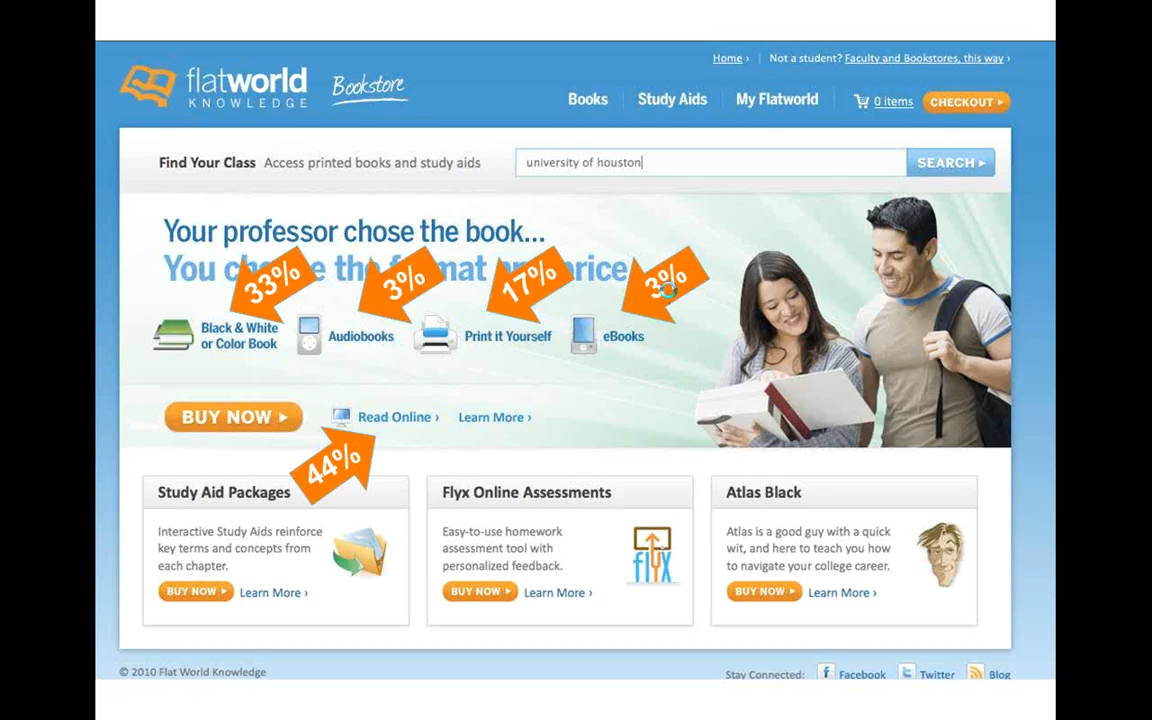 Home ›
Not a student? Faculty and Bookstores, this way ›
flatworld
KNOWLEDGE
Bookstore
Books
Study Aids
My Flatworld
0 items
CHECKOUT
Find Your Class Access printed books and study aids
university of houston
SEARCH
Your professor chose the book...
You choose the format and price
33%
3%
17%
3%
Black & White
or Color Book
Audiobooks
Print it Yourself
eBooks
BUY NOW
Read Online ›
Learn More ›
44%
Study Aid Packages
Interactive Study Aids reinforce
key terms and concepts from
each chapter.
BUY NOW
Learn More ›
Flyx Online Assessments
Easy-to-use homework
assessment tool with
personalized feedback.
flyx
BUY NOW
Learn More ›
Atlas Black
Atlas is a good guy with a quick
wit, and here to teach you how
to navigate your college career.
BUY NOW
Learn More ›
© 2010 Flat World Knowledge
Stay Connected:
Facebook
Twitter
Blog